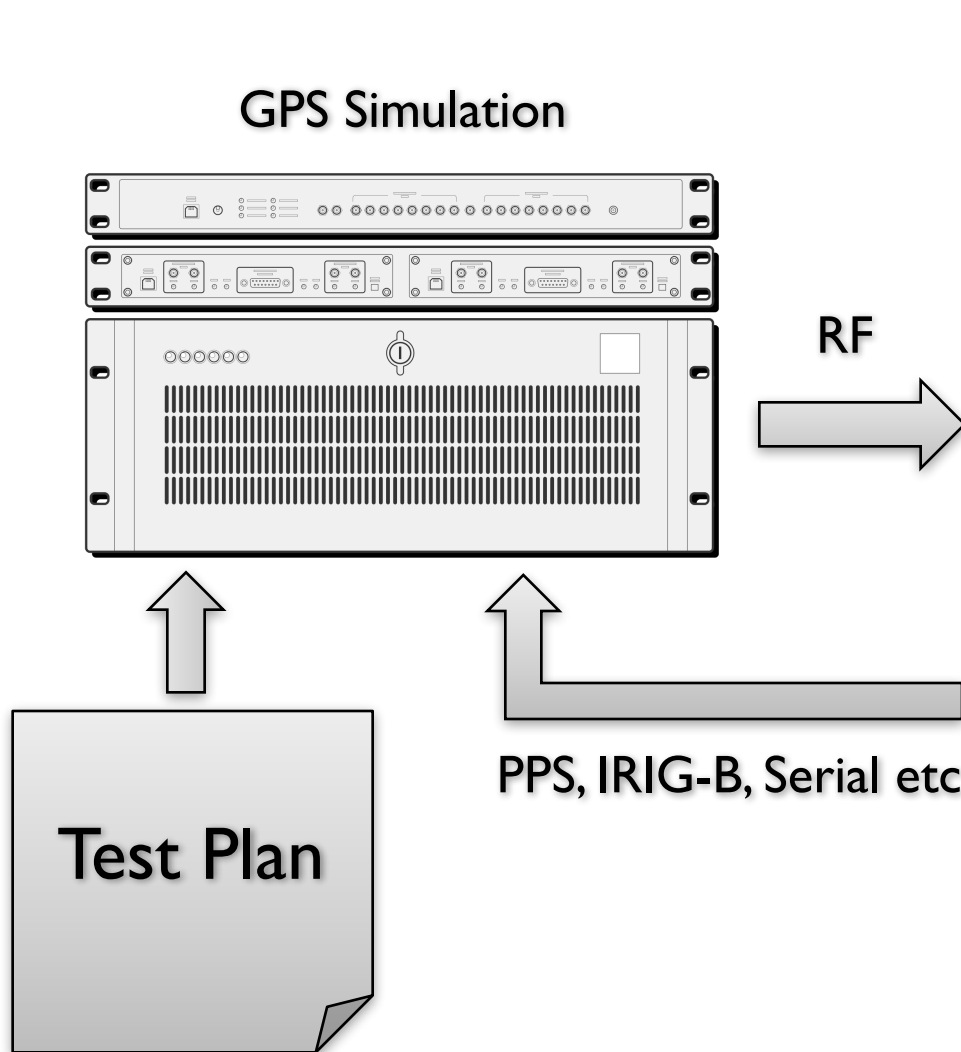 GPS Simulation
RF
PPS, IRIG-B, Serial etc
Test Plan